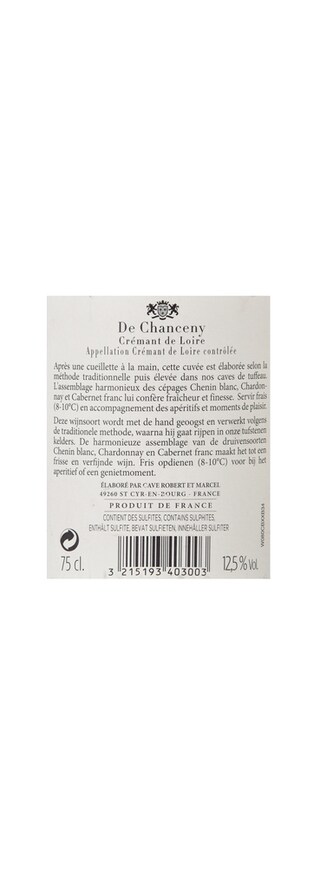 De Chanceny
Crémant de Loire
Appellation Crémant de Loire contrôlée
Après une cueillette à la main, cette cuvée est élaborée selon la
méthode traditionnelle puis élevée dans nos caves de tuffeau.
L'assemblage harmonieux des cépages Chenin blanc, Chardon-
nay et Cabernet franc lui confère fraîcheur et finesse. Servir frais
(8-10°C) en accompagnement des apéritifs et moments de plaisir.
Deze wijnsoort wordt met de hand geoogst en verwerkt volgens
de traditionele methode, waarna hij gaat rijpen in onze tufstenen
kelders. De harmonieuze assemblage van de druivensoorten
Chenin blanc, Chardonnay en Cabernet franc maakt het tot een
frisse en verfijnde wijn. Fris opdienen (8-10°C) voor bij het
aperitief of een genietmoment.
ÉLABORÉ PAR CAVE ROBERT ET MARCEL
49260 ST CYR-EN-BOURG - FRANCE
PRODUIT DE FRANCE
CONTIENT DES SULFITES, CONTAINS SULPHITES,
ENTHÄLT SULFITE, BEVAT SULFIETEN, INNEHÅLLER SULFITER
75 cl.
3 215193 403003
12,5 % Vol.